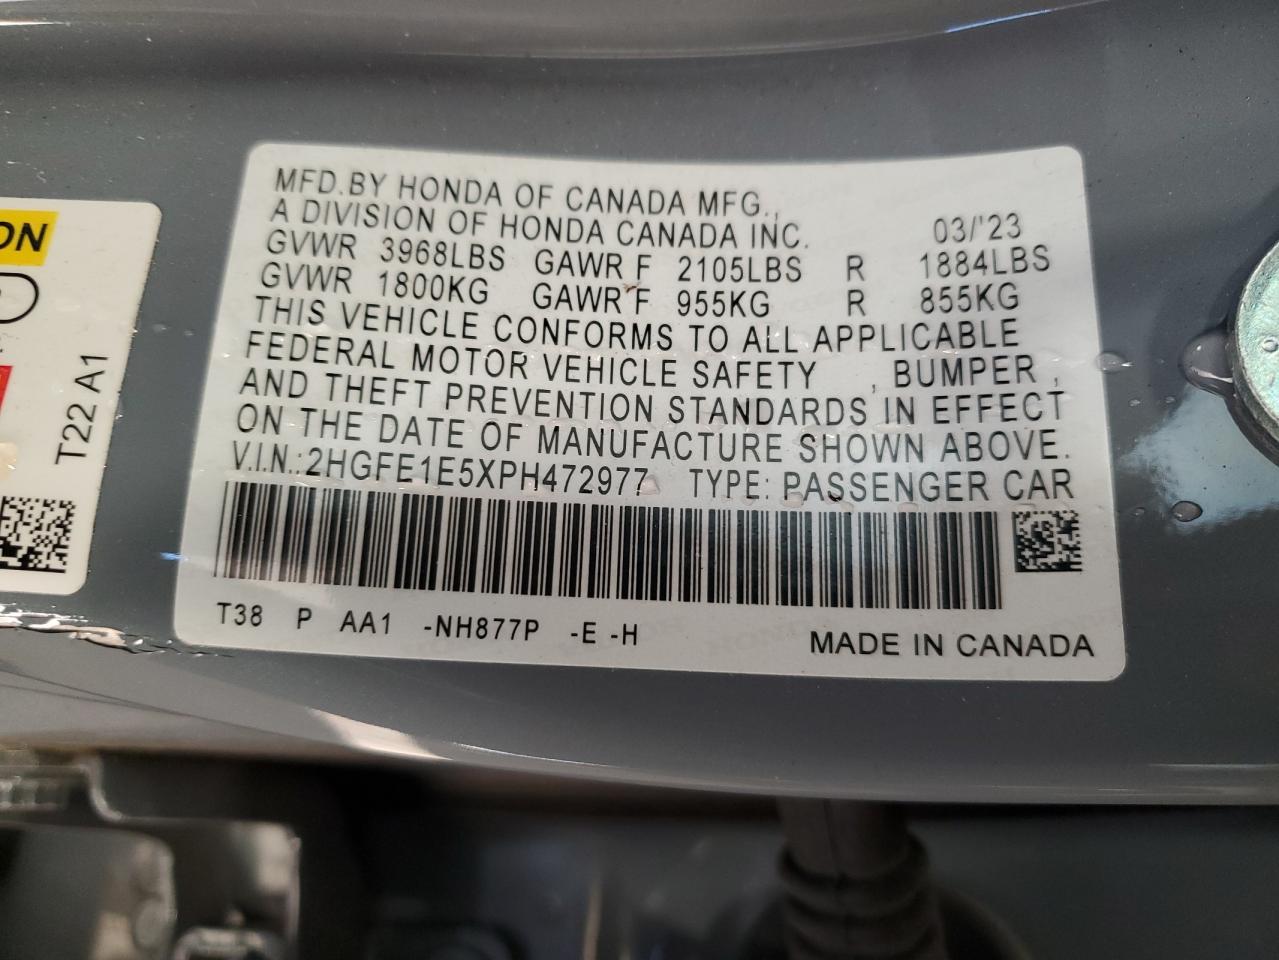 MFD.BY HONDA OF CANADA MFG.,
A DIVISION OF HONDA CANADA INC. 03/'23
GVWR 3968LBS GAWR F 2105LBS R 1884LBS
GVWR 1800KG GAWR F 955KG R 855KG
THIS VEHICLE CONFORMS TO ALL APPLICABLE
FEDERAL MOTOR VEHICLE SAFETY , BUMPER ,
AND THEFT PREVENTION STANDARDS IN EFFECT
ON THE DATE OF MANUFACTURE SHOWN ABOVE.
V.I.N.:2HGFE1E5XPH472977 TYPE: PASSENGER CAR
T38 P AA1 -NH877P -E -H
MADE IN CANADA
ON
T22 A1